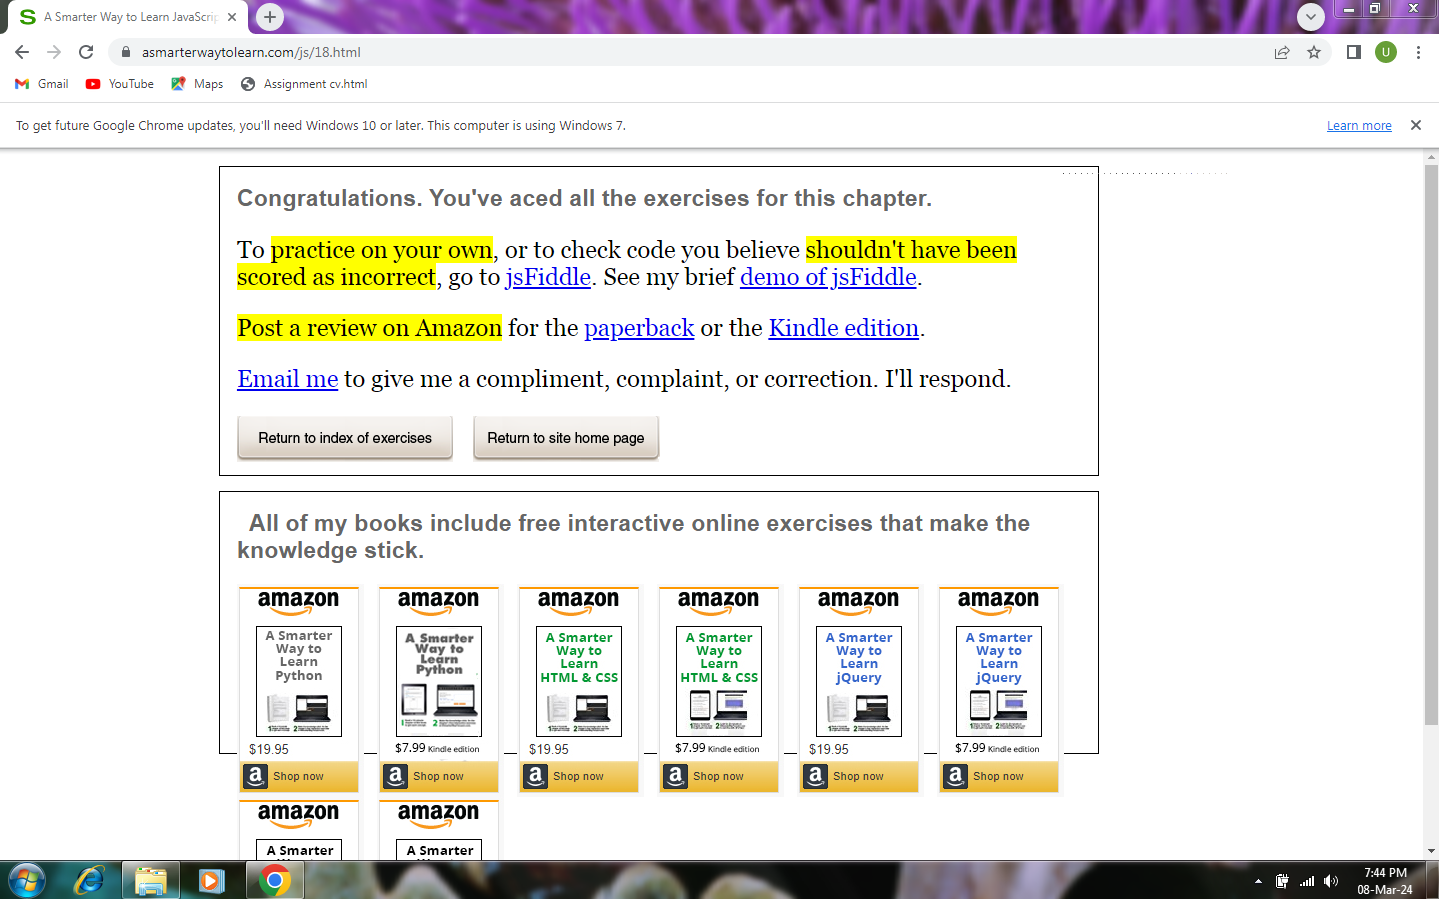 A Smarter Way to Learn JavaScrip
asmarterwaytolearn.com/js/18.html
U
Gmail
YouTube
Maps
Assignment cv.html
To get future Google Chrome updates, you'll need Windows 10 or later. This computer is using Windows 7.
Learn more
Congratulations. You've aced all the exercises for this chapter.
To practice on your own, or to check code you believe shouldn't have been
scored as incorrect, go to jsFiddle. See my brief demo of jsFiddle.
Post a review on Amazon for the paperback or the Kindle edition.
Email me to give me a compliment, complaint, or correction. I'll respond.
Return to index of exercises
Return to site home page
All of my books include free interactive online exercises that make the
knowledge stick.
amazon
A Smarter
Way to
Learn
Python
$19.95
Shop now
amazon
A Smarter
Way to
Learn
Python
$7.99 Kindle edition
Shop now
amazon
A Smarter
Way to
Learn
HTML & CSS
$19.95
Shop now
amazon
A Smarter
Way to
Learn
HTML & CSS
$7.99 Kindle edition
Shop now
amazon
A Smarter
Way to
Learn
jQuery
$19.95
Shop now
amazon
A Smarter
Way to
Learn
jQuery
$7.99 Kindle edition
Shop now
amazon
A Smarter
amazon
A Smarter
7:44 PM
08-Mar-24